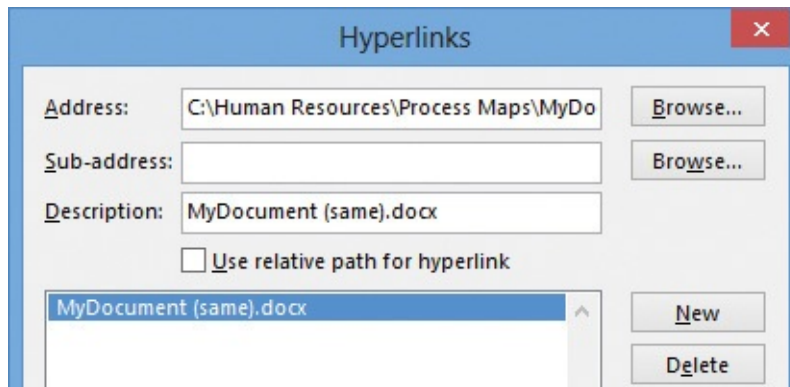 Hyperlinks
Address: C:\Human Resources\Process Maps\MyDo Browse...
Sub-address: Browse...
Description: MyDocument (same).docx
Use relative path for hyperlink
MyDocument (same).docx New
Delete